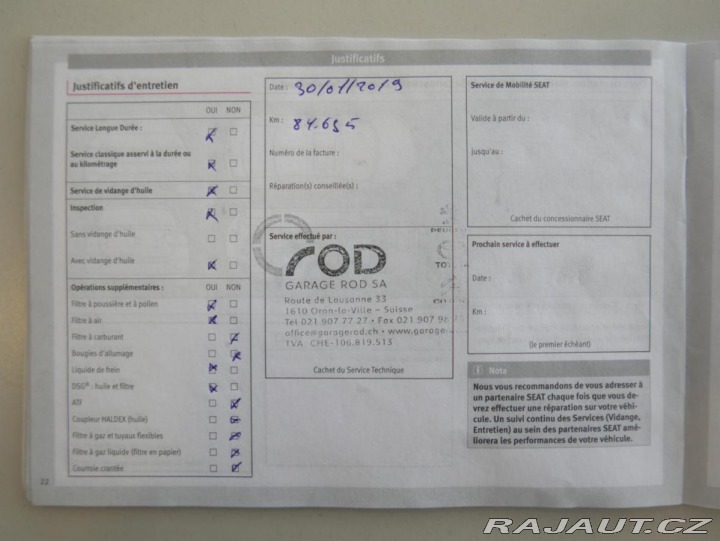 Justificatifs
Justificatifs d'entretien
OUI NON
Service Longue Durée :
Service classique asservi à la durée ou
au kilométrage
Service de vidange d'huile
Inspection
Sans vidange d'huile
Avec vidange d'huile
Opérations supplémentaires : OUI NON
Filtre à poussière et à pollen
Filtre à air
Filtre à carburant
Bougies d'allumage
Liquide de frein
DSG® : huile et filtre
ATF
Coupleur HALDEX (huile)
Filtre à gaz et tuyaux flexibles
Filtre à gaz liquide (filtre en papier)
Courroie crantée
22
Date : 30/01/2019
Km : 84.695
Numéro de la facture :
Réparation(s) conseillée(s) :
Service effectué par :
ROD
GARAGE ROD SA
Route de Lausanne 33
1610 Oron-la-Ville - Suisse
Tél 021 907 77 27 • Fax 021 907 98
office@garagerod.ch • www.garage
TVA CHE-106.819.513
Cachet du Service Technique
Service de Mobilité SEAT
Valide à partir du :
Jusqu'au :
Cachet du concessionnaire SEAT
Prochain service à effectuer
Date :
Km :
(le premier échéant)
i Nota
Nous vous recommandons de vous adresser à
un partenaire SEAT chaque fois que vous de-
vrez effectuer une réparation sur votre véhi-
cule. Un suivi continu des Services (Vidange,
Entretien) au sein des partenaires SEAT amé-
liorera les performances de votre véhicule.
RAJAUT.CZ